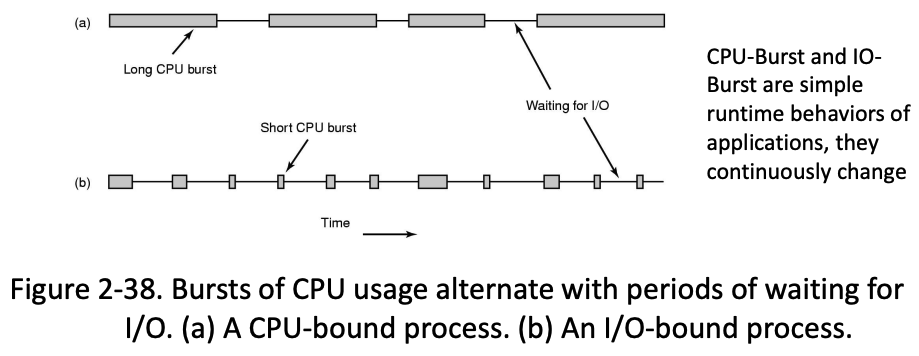 (a)
Long CPU burst
Waiting for I/O
Short CPU burst
(b)
Time
CPU-Burst and IO-
Burst are simple
runtime behaviors of
applications, they
continuously change
Figure 2-38. Bursts of CPU usage alternate with periods of waiting for
I/O. (a) A CPU-bound process. (b) An I/O-bound process.